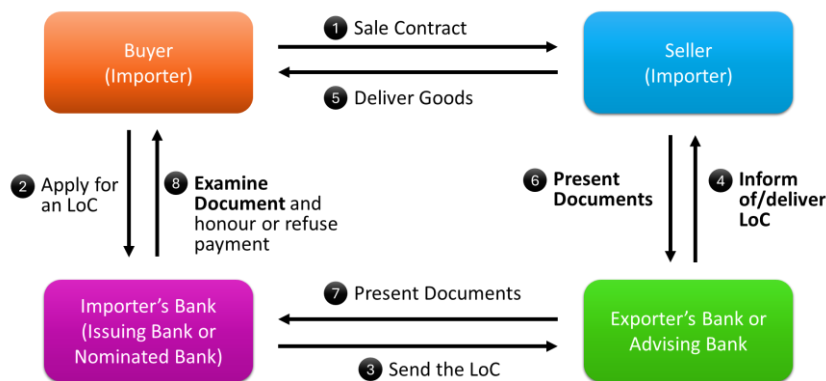 1 Sale Contract
Buyer
(Importer)
Seller
(Importer)
5 Deliver Goods
2 Apply for
an LoC
8 Examine
Document and
honour or refuse
payment
6 Present
Documents
4 Inform
of/deliver
LoC
Importer's Bank
(Issuing Bank or
Nominated Bank)
7 Present Documents
Exporter's Bank or
Advising Bank
3 Send the LoC